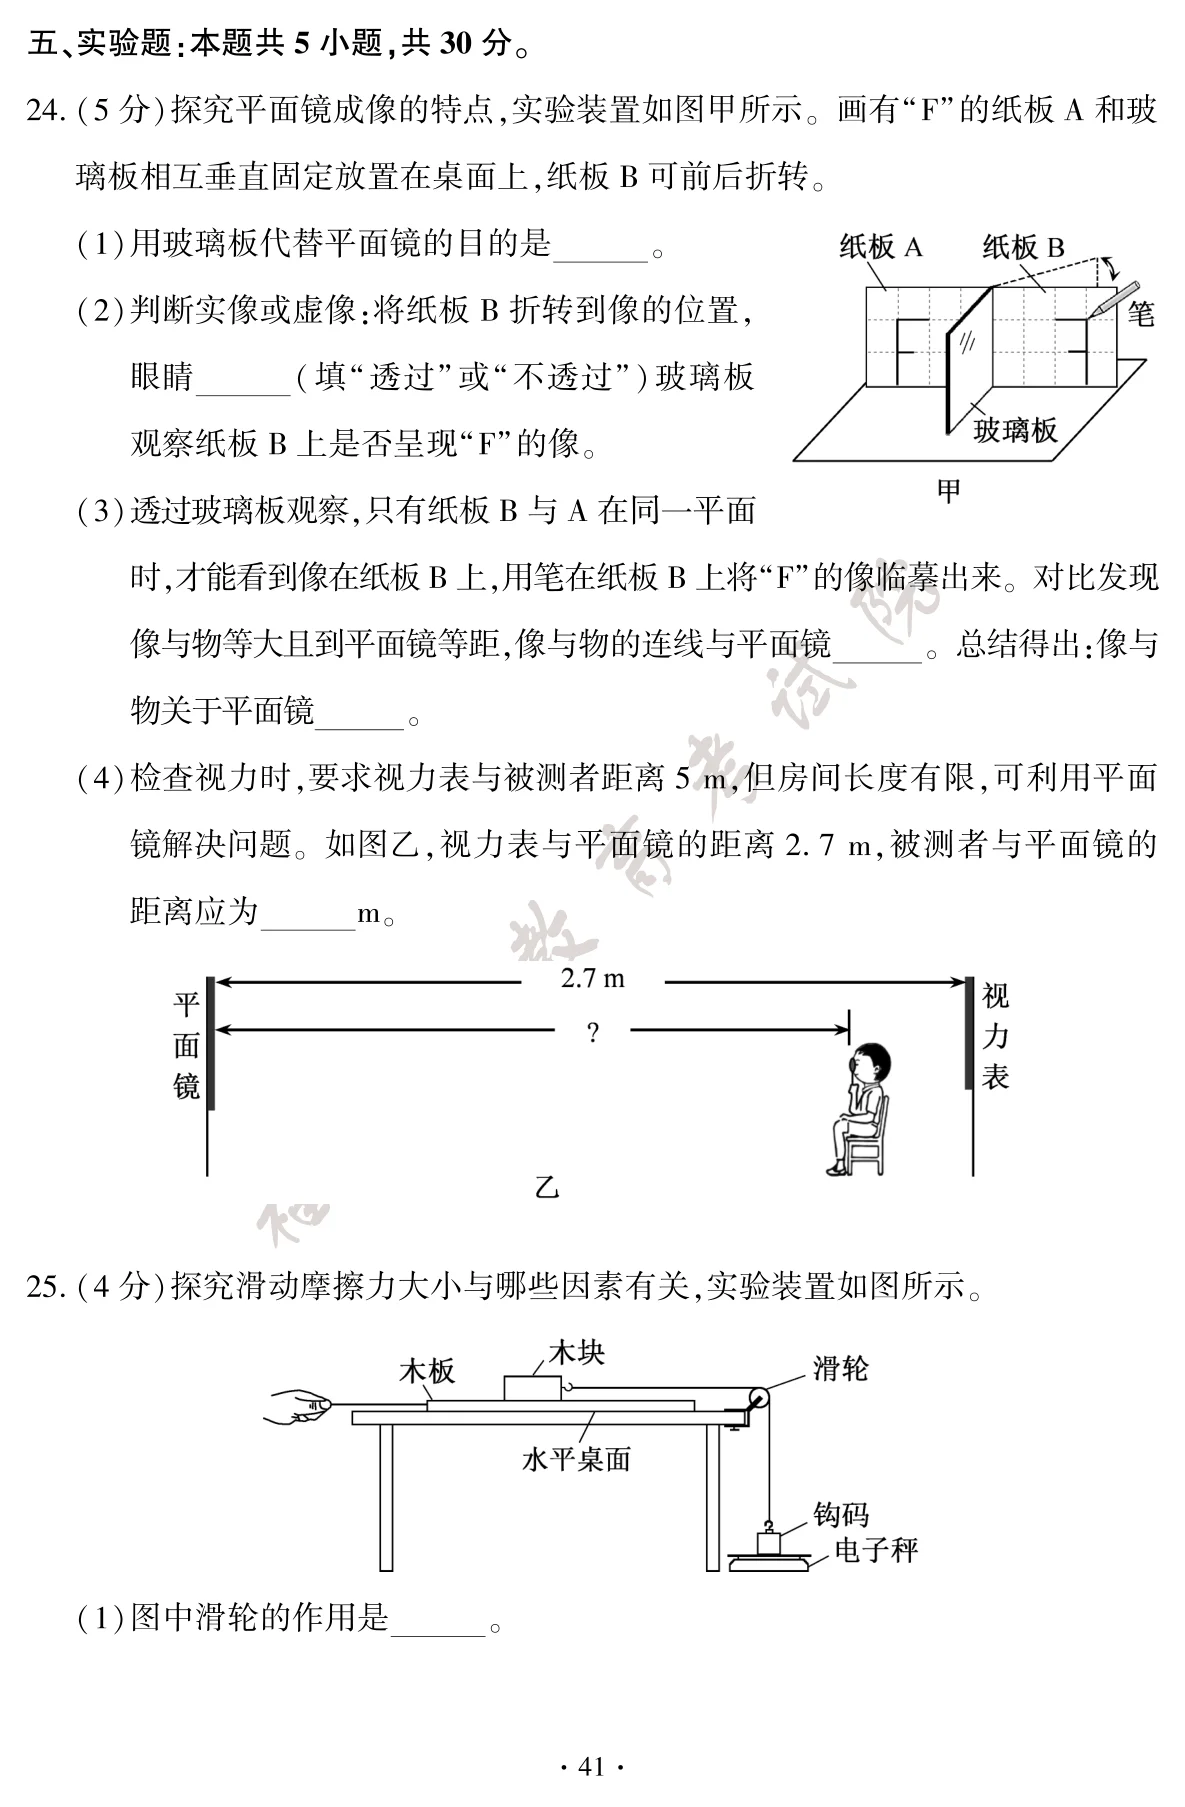 五、实验题:本题共 5 小题,共 30 分。
24. (5 分)探究平面镜成像的特点,实验装置如图甲所示。画有“F”的纸板 A 和玻
璃板相互垂直固定放置在桌面上,纸板 B 可前后折转。
(1)用玻璃板代替平面镜的目的是______。
(2)判断实像或虚像:将纸板 B 折转到像的位置,
眼睛______(填“透过”或“不透过”)玻璃板
观察纸板 B 上是否呈现“F”的像。
纸板 A
纸板 B
笔
玻璃板
甲
(3)透过玻璃板观察,只有纸板 B 与 A 在同一平面
时,才能看到像在纸板 B 上,用笔在纸板 B 上将“F”的像临摹出来。对比发现
像与物等大且到平面镜等距,像与物的连线与平面镜______。总结得出:像与
物关于平面镜______。
(4)检查视力时,要求视力表与被测者距离 5 m,但房间长度有限,可利用平面
镜解决问题。如图乙,视力表与平面镜的距离 2.7 m,被测者与平面镜的
距离应为______m。
平面镜
2.7 m
?
视力表
乙
25. (4 分)探究滑动摩擦力大小与哪些因素有关,实验装置如图所示。
木板
木块
滑轮
水平桌面
钩码
电子秤
(1)图中滑轮的作用是______。
· 41 ·
教育考试院